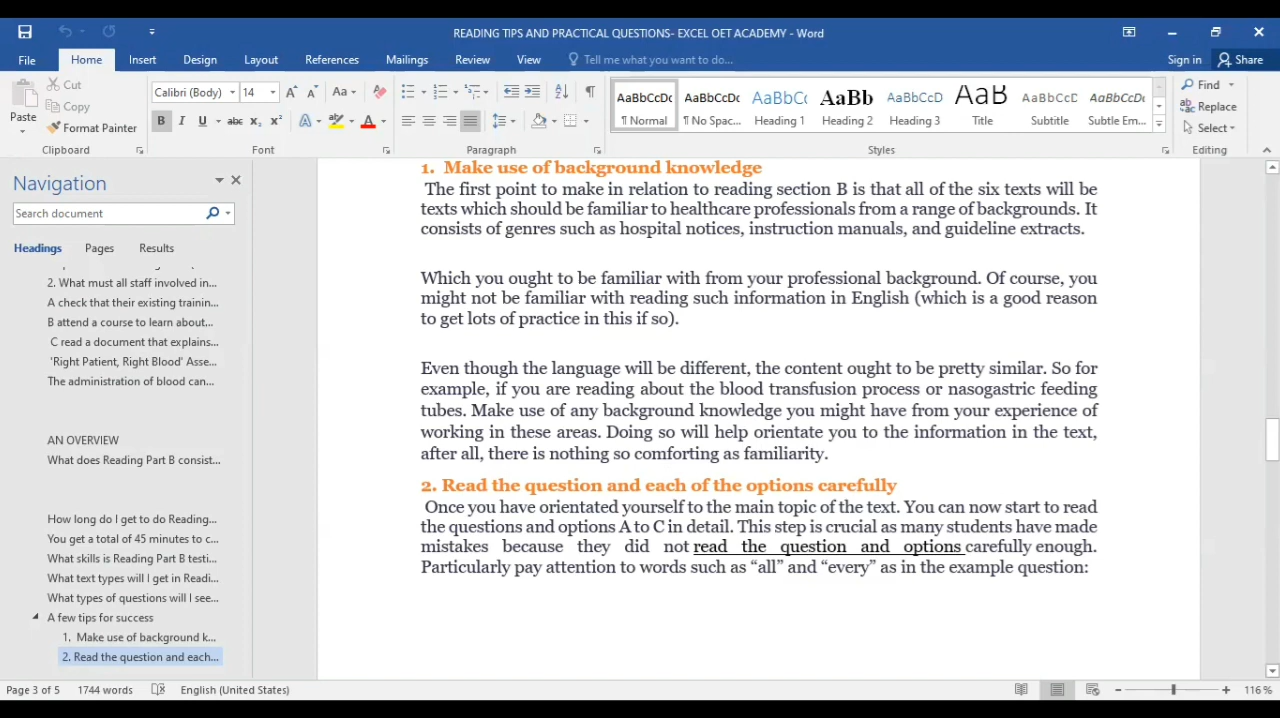 READING TIPS AND PRACTICAL QUESTIONS- EXCEL OET ACADEMY - Word
File Home Insert Design Layout References Mailings Review View Tell me what you want to do... Sign in Share
Paste Cut Copy Format Painter
Calibri (Body) 14 Aa
B I U abc x₂ x² A A
AaBbCcDc AaBbCcDc AaBbCc AaBb AaBbCcD AaB AaBbCcD AaBbCcDc
¶ Normal ¶ No Spac... Heading 1 Heading 2 Heading 3 Title Subtitle Subtle Em...
Find Replace Select
Clipboard Font Paragraph Styles Editing
Navigation
Search document
Headings Pages Results
2. What must all staff involved in...
A check that their existing trainin...
B attend a course to learn about...
C read a document that explains...
'Right Patient, Right Blood' Asse...
The administration of blood can...
AN OVERVIEW
What does Reading Part B consist...
How long do I get to do Reading...
You get a total of 45 minutes to c...
What skills is Reading Part B testi...
What text types will I get in Readi...
What types of questions will I see...
A few tips for success
1. Make use of background k...
2. Read the question and each...
1. Make use of background knowledge
The first point to make in relation to reading section B is that all of the six texts will be
texts which should be familiar to healthcare professionals from a range of backgrounds. It
consists of genres such as hospital notices, instruction manuals, and guideline extracts.
Which you ought to be familiar with from your professional background. Of course, you
might not be familiar with reading such information in English (which is a good reason
to get lots of practice in this if so).
Even though the language will be different, the content ought to be pretty similar. So for
example, if you are reading about the blood transfusion process or nasogastric feeding
tubes. Make use of any background knowledge you might have from your experience of
working in these areas. Doing so will help orientate you to the information in the text,
after all, there is nothing so comforting as familiarity.
2. Read the question and each of the options carefully
Once you have orientated yourself to the main topic of the text. You can now start to read
the questions and options A to C in detail. This step is crucial as many students have made
mistakes because they did not read the question and options carefully enough.
Particularly pay attention to words such as “all” and “every” as in the example question:
Page 3 of 5 1744 words English (United States) 116 %